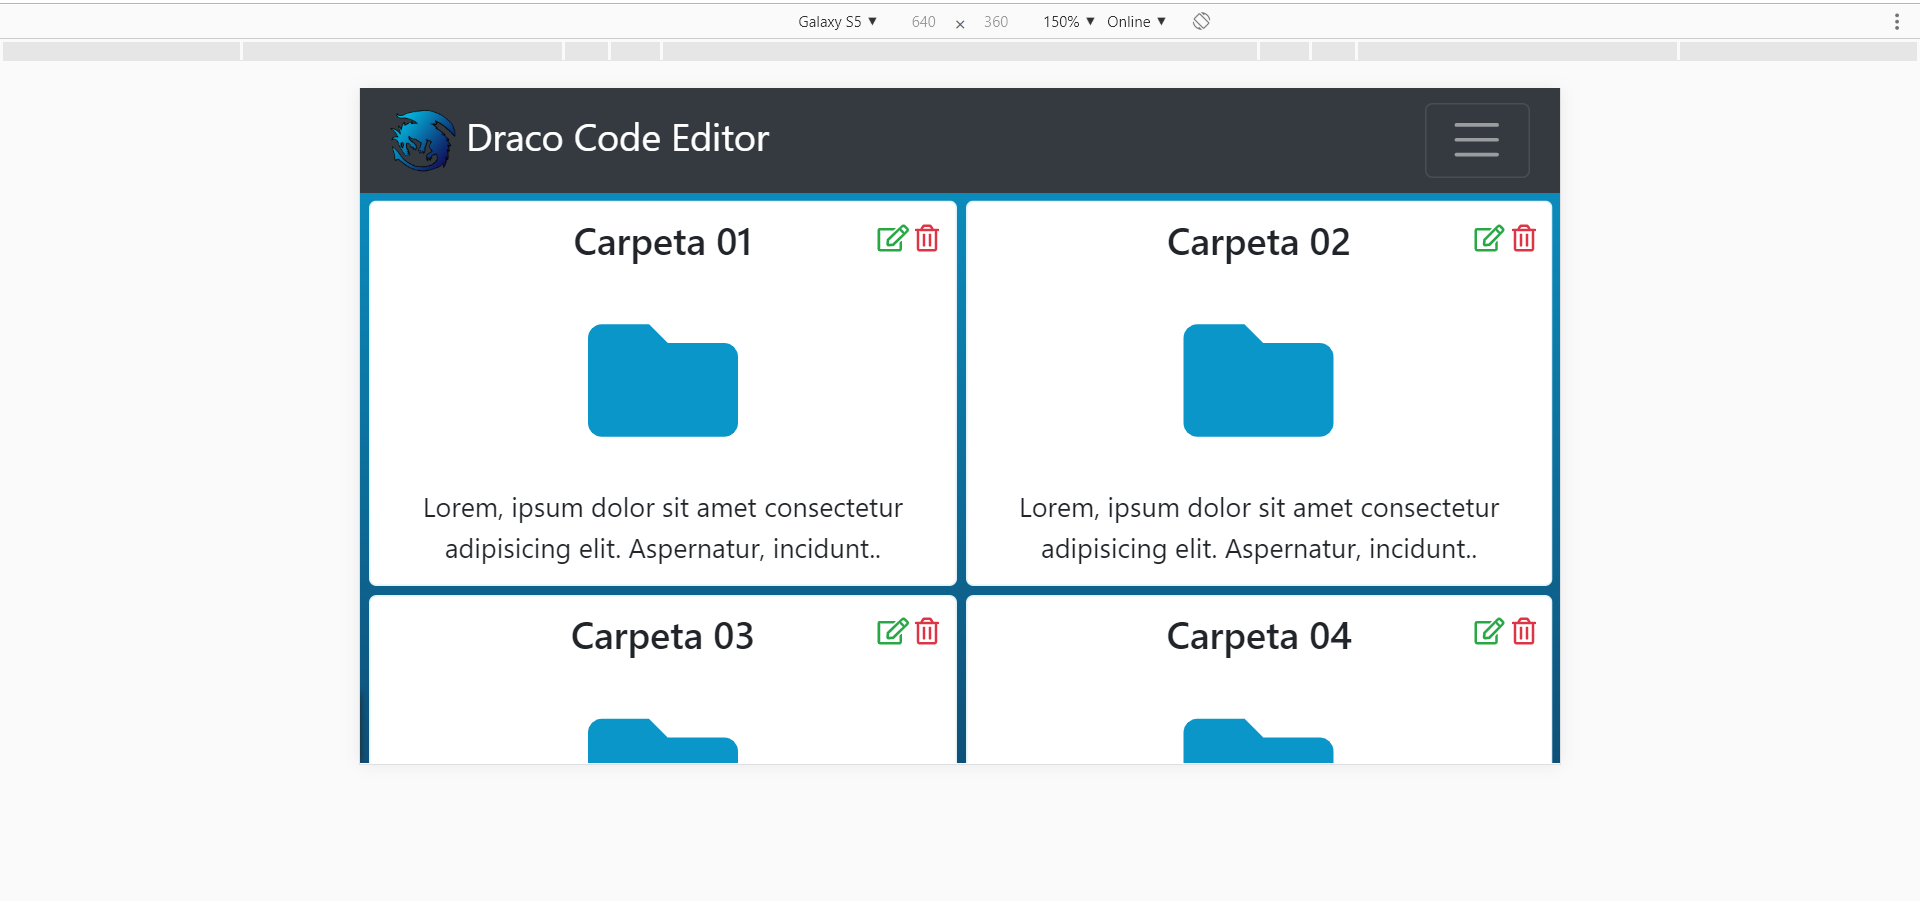 Galaxy S5 ▼ 640 × 360 150% ▼ Online ▼
Draco Code Editor
Carpeta 01
Carpeta 02
Lorem, ipsum dolor sit amet consectetur
adipisicing elit. Aspernatur, incidunt..
Lorem, ipsum dolor sit amet consectetur
adipisicing elit. Aspernatur, incidunt..
Carpeta 03
Carpeta 04